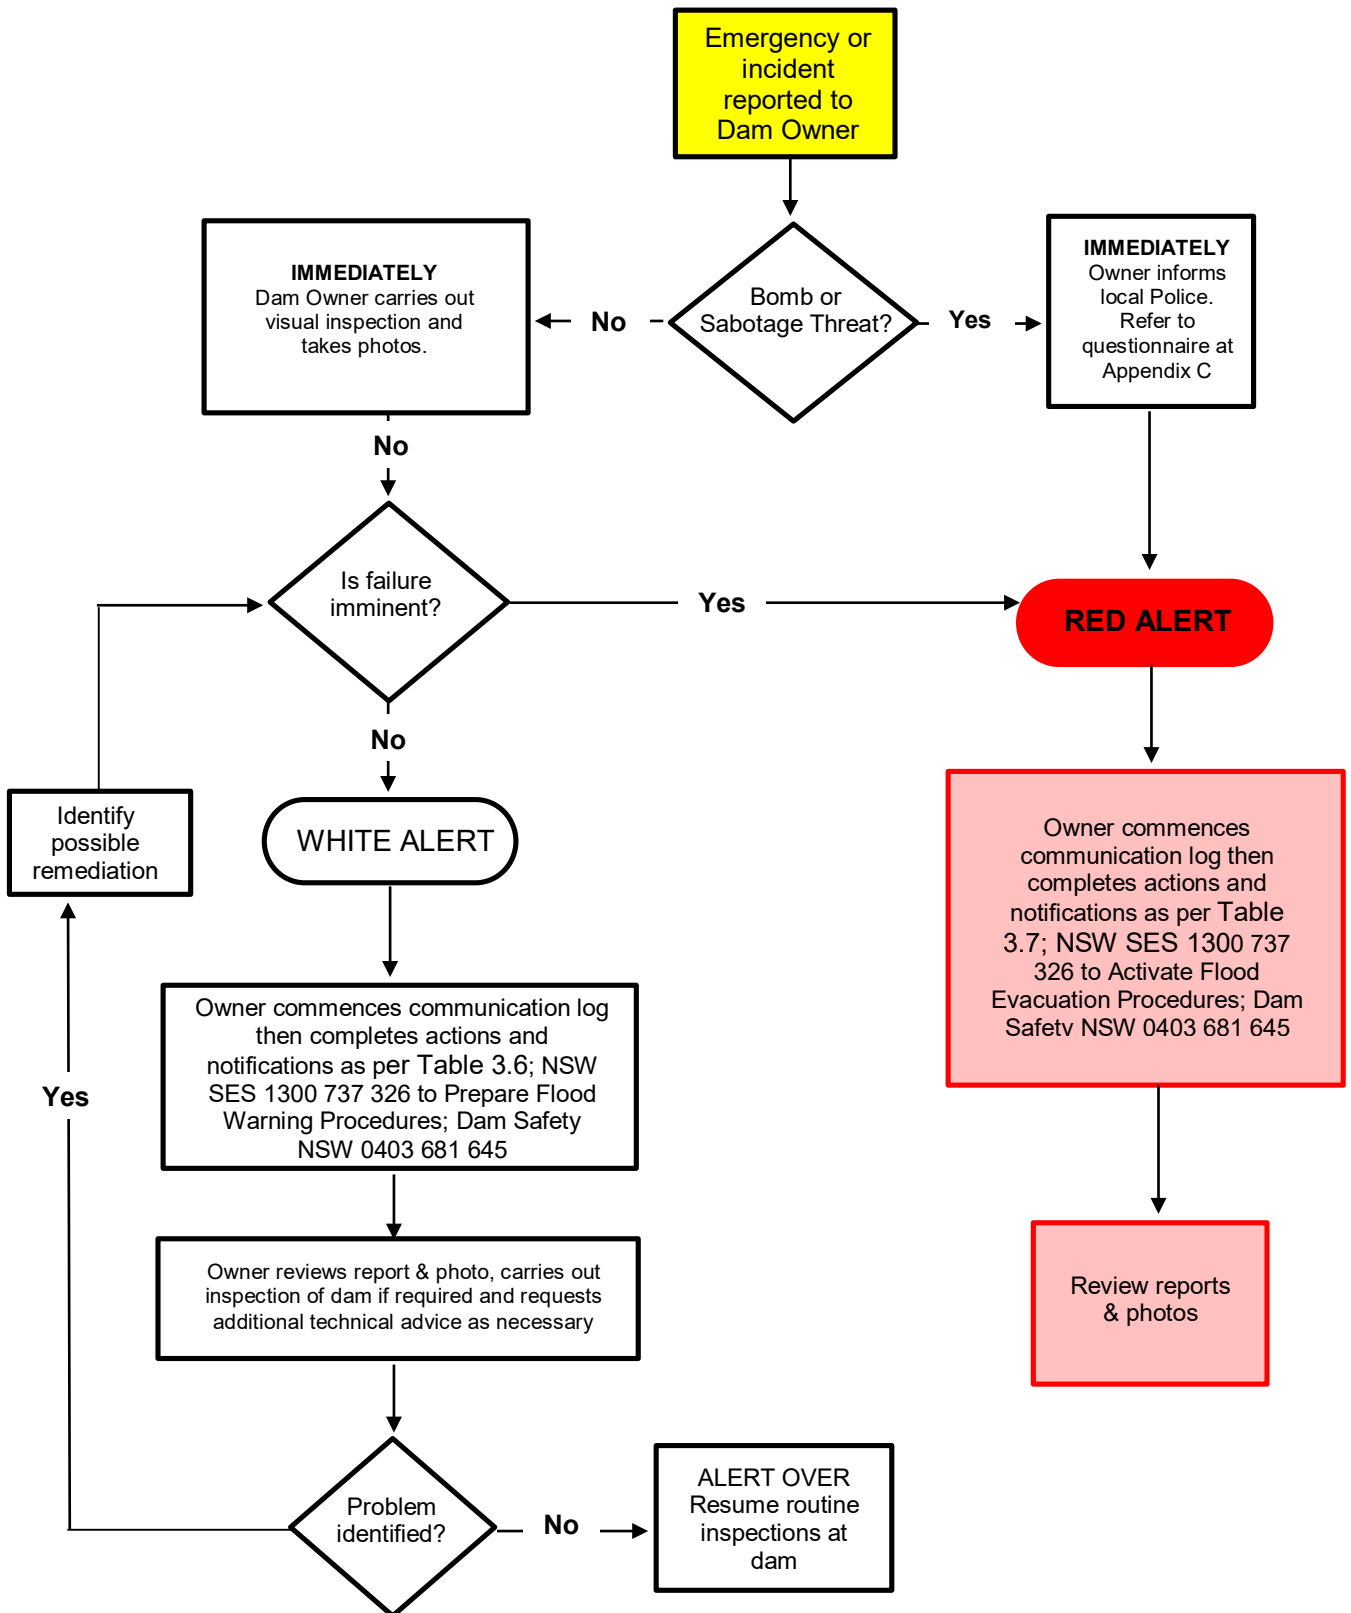 Emergency or
incident
reported to
Dam Owner
IMMEDIATELY
Dam Owner carries out
visual inspection and
takes photos.
No
Bomb or
Sabotage Threat?
Yes
IMMEDIATELY
Owner informs
local Police.
Refer to
questionnaire at
Appendix C
No
Is failure
imminent?
Yes
RED ALERT
No
Identify
possible
remediation
WHITE ALERT
Owner commences
communication log then
completes actions and
notifications as per Table
3.7; NSW SES 1300 737
326 to Activate Flood
Evacuation Procedures; Dam
Safety NSW 0403 681 645
Owner commences communication log
then completes actions and
notifications as per Table 3.6; NSW
SES 1300 737 326 to Prepare Flood
Warning Procedures; Dam Safety
NSW 0403 681 645
Yes
Owner reviews report & photo, carries out
inspection of dam if required and requests
additional technical advice as necessary
Review reports
& photos
Problem
identified?
No
ALERT OVER
Resume routine
inspections at
dam